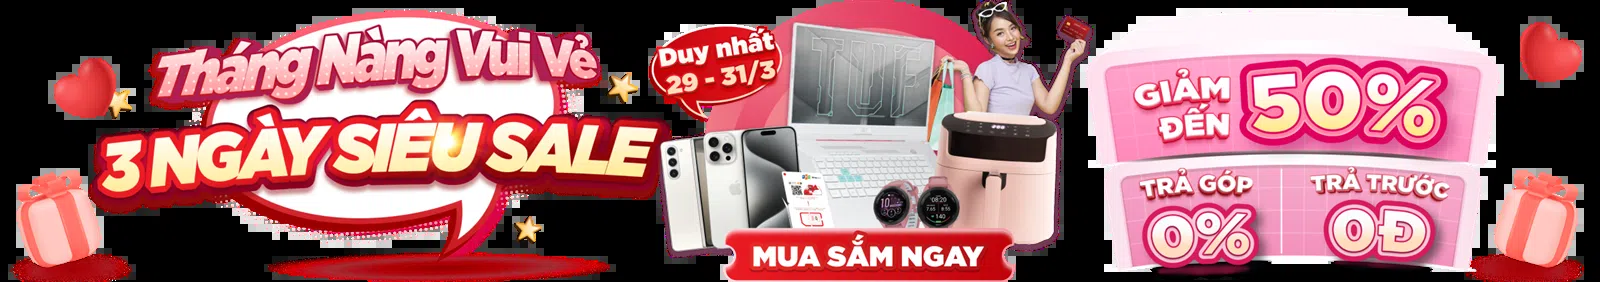 Tháng Nàng Vui Vẻ
3 NGÀY SIÊU SALE
Duy nhất
29 - 31/3
TUF
MUA SẮM NGAY
GIẢM
ĐẾN
50%
TRẢ GÓP
0%
TRẢ TRƯỚC
0Đ